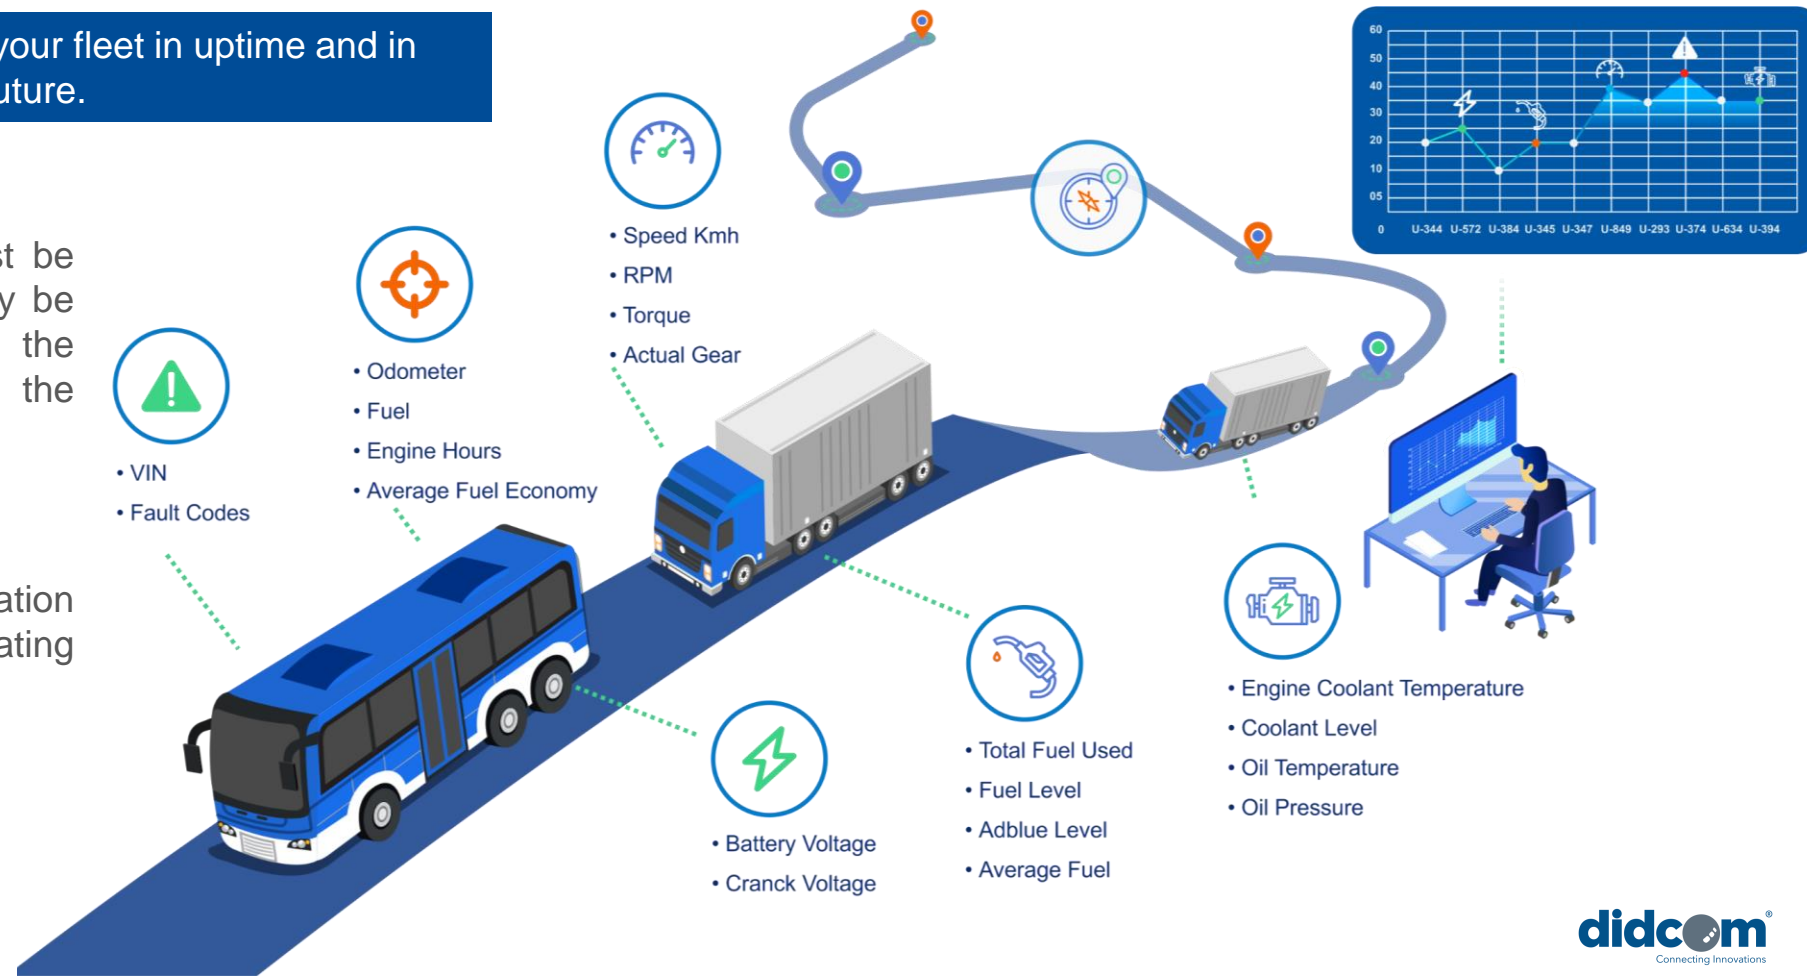 your fleet in uptime and in
uture.
st be
y be
the
the
ation
ating
• VIN
• Fault Codes
• Odometer
• Fuel
• Engine Hours
• Average Fuel Economy
• Speed Kmh
• RPM
• Torque
• Actual Gear
60
50
40
30
20
10
05
0
U-344 U-572 U-384 U-345 U-347 U-849 U-293 U-374 U-634 U-394
• Battery Voltage
• Cranck Voltage
• Total Fuel Used
• Fuel Level
• Adblue Level
• Average Fuel
• Engine Coolant Temperature
• Coolant Level
• Oil Temperature
• Oil Pressure
didcom®
Connecting Innovations